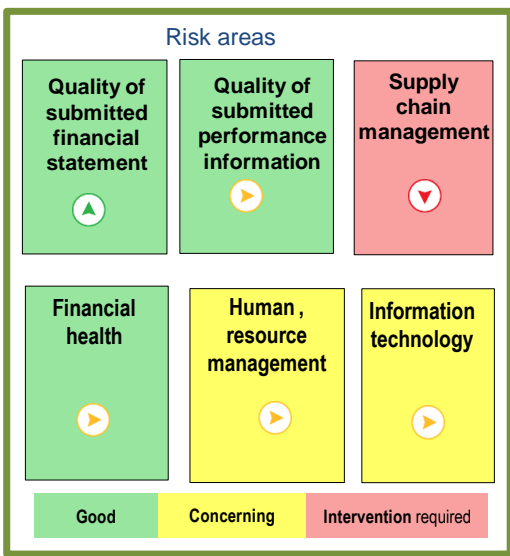 Risk areas
Quality of
submitted
financial
statement
Quality of
submitted
performance
information
Supply
chain
management
Financial
health
Human ,
resource
management
Information
technology
Good
Concerning
Intervention required